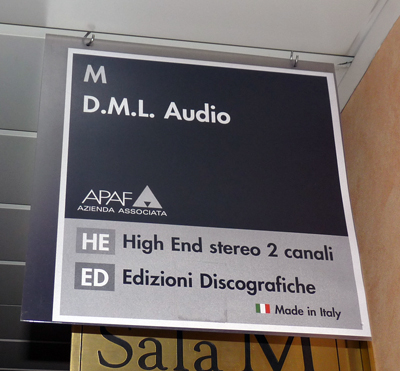 M
D.M.L. Audio
APAF
AZIENDA ASSOCIATA
HE High End stereo 2 canali
ED Edizioni Discografiche
Made in Italy
Sala M